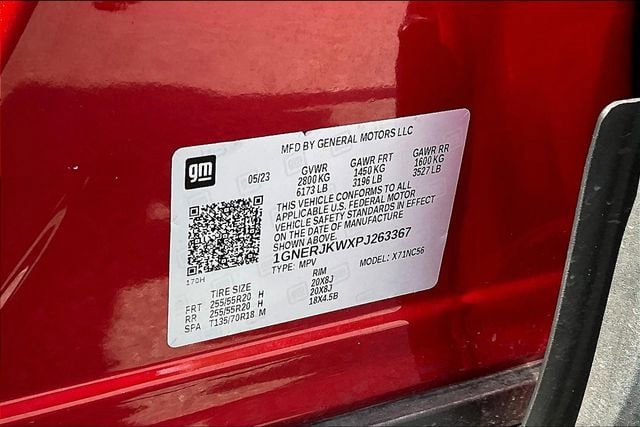 MFD BY GENERAL MOTORS LLC
gm
05/23 GVWR GAWR FRT GAWR RR
2800 KG 1450 KG 1600 KG
6173 LB 3196 LB 3527 LB
THIS VEHICLE CONFORMS TO ALL
APPLICABLE U.S. FEDERAL MOTOR
VEHICLE SAFETY STANDARDS IN EFFECT
ON THE DATE OF MANUFACTURE
SHOWN ABOVE.
1GNERJKWXPJ263367
TYPE: MPV MODEL: X71NC56
170H
TIRE SIZE RIM
FRT 255/55R20 H 20X8J
RR 255/55R20 H 20X8J
SPA T135/70R18 M 18X4.5B